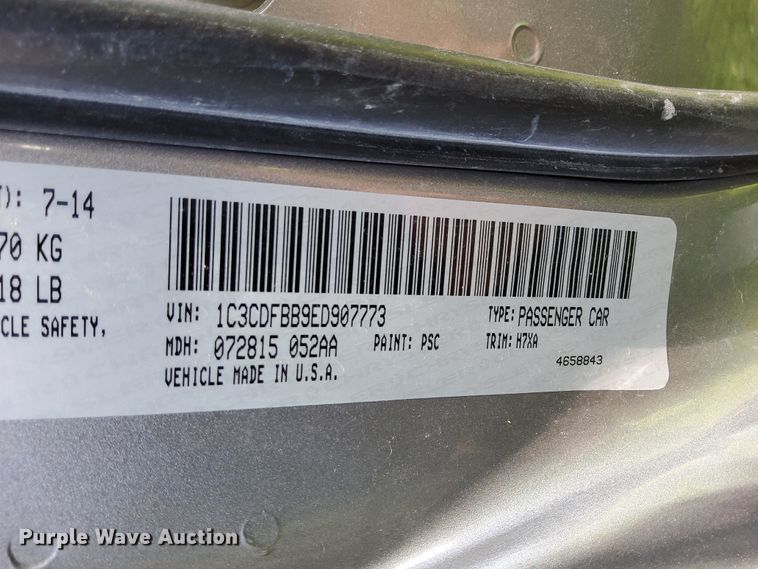 T): 7-14
70 KG
18 LB
CLE SAFETY,
VIN: 1C3CDFBB9ED907773 TYPE: PASSENGER CAR
MDH: 072815 052AA PAINT: PSC TRIM: H7XA
VEHICLE MADE IN U.S.A. 4658843
Purple Wave Auction